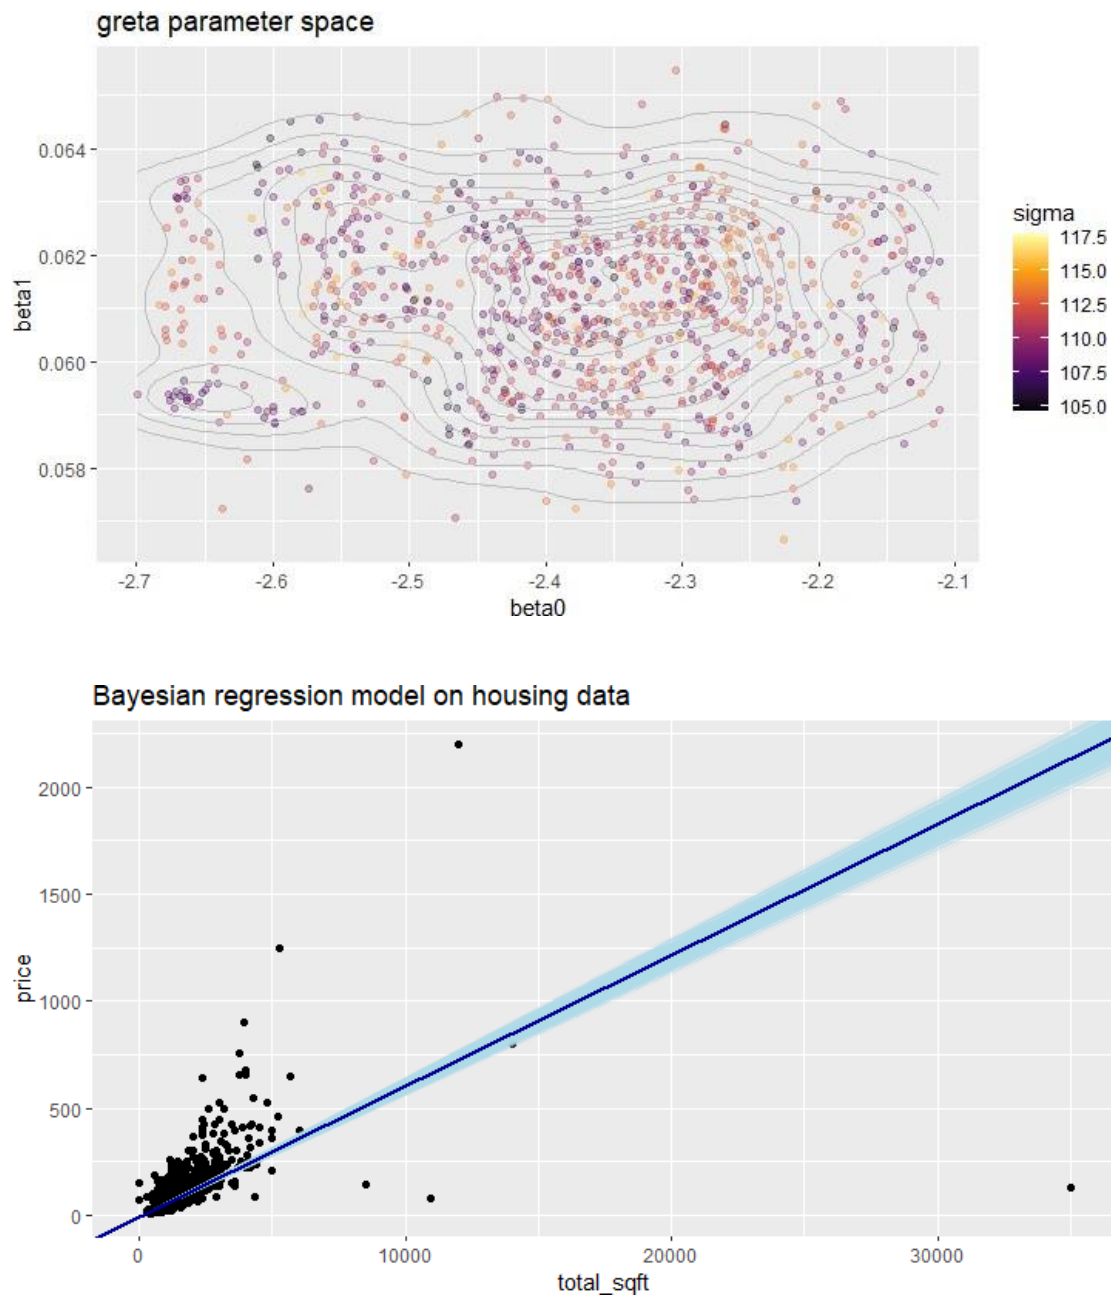 greta parameter space
beta1
0.064
0.062
0.060
0.058
-2.7 -2.6 -2.5 -2.4 -2.3 -2.2 -2.1
beta0
sigma
117.5
115.0
112.5
110.0
107.5
105.0
Bayesian regression model on housing data
price
2000
1500
1000
500
0
0 10000 20000 30000
total_sqft